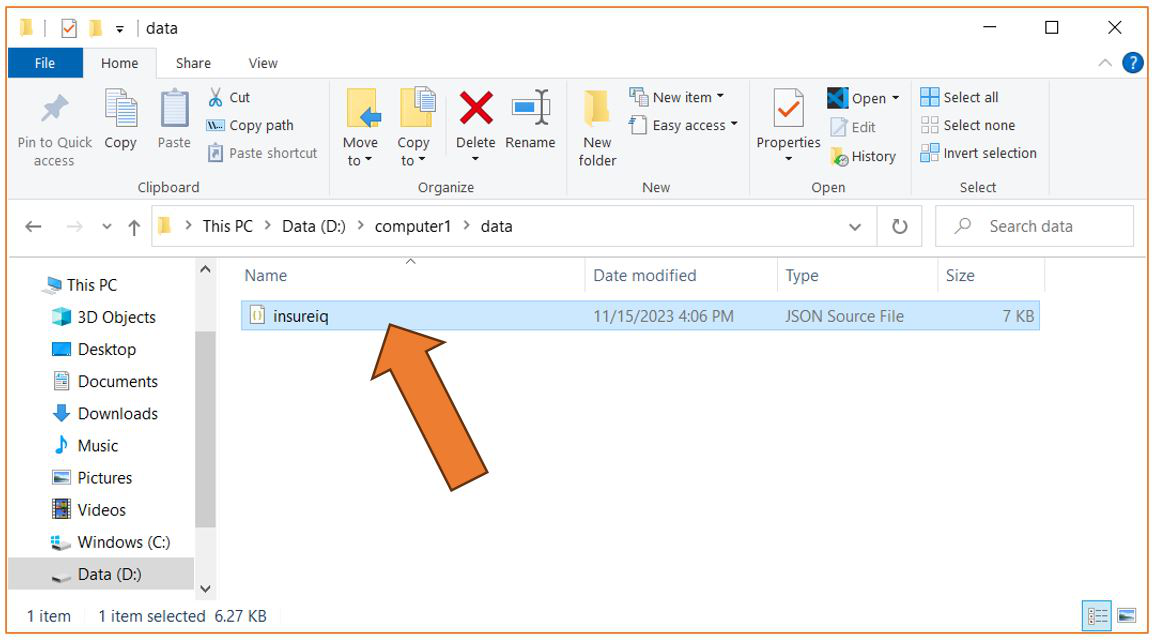 data
File Home Share View
?
Pin to Quick access
Copy
Paste
Cut
Copy path
Paste shortcut
Clipboard
Move to
Copy to
Delete
Rename
Organize
New folder
New item
Easy access
New
Properties
Open
Edit
History
Open
Select all
Select none
Invert selection
Select
This PC Data (D:) computer1 data
Search data
This PC
3D Objects
Desktop
Documents
Downloads
Music
Pictures
Videos
Windows (C:)
Data (D:)
Name Date modified Type Size
insureiq 11/15/2023 4:06 PM JSON Source File 7 KB
1 item 1 item selected 6.27 KB